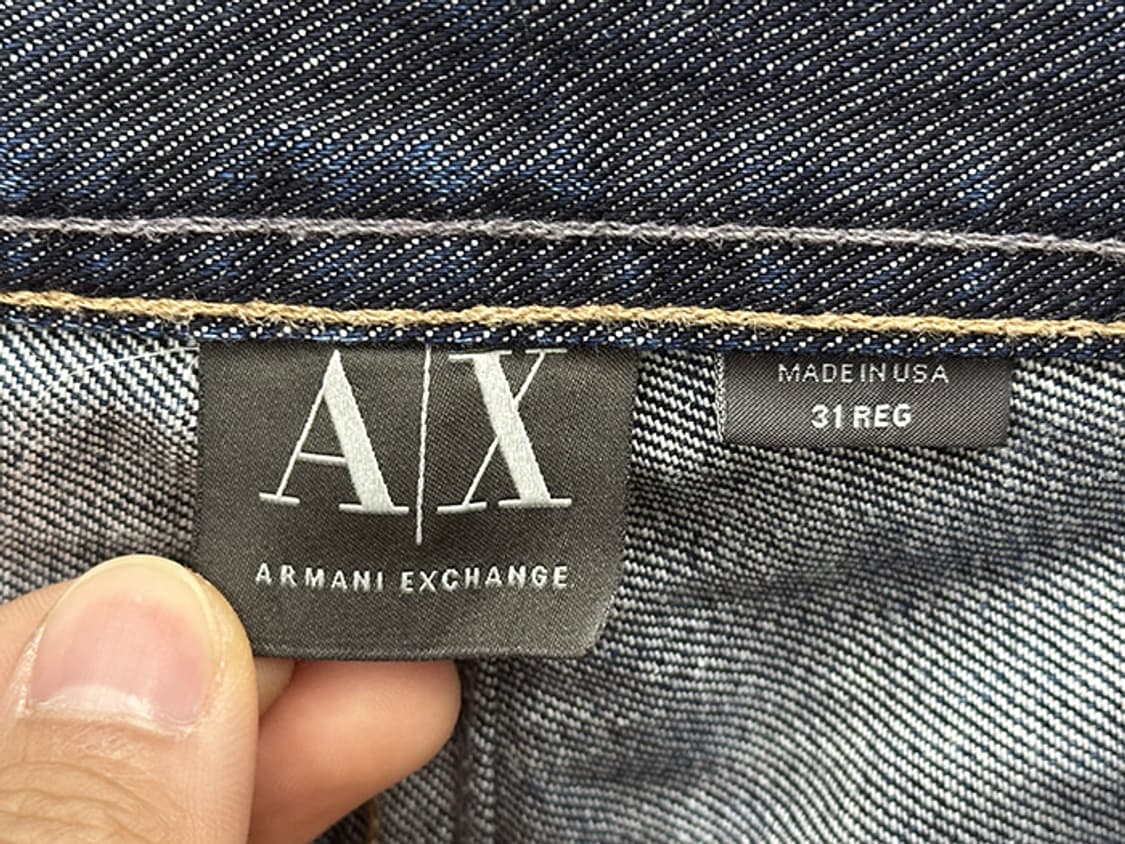 A|X
ARMANI EXCHANGE
MADE IN USA
31 REG